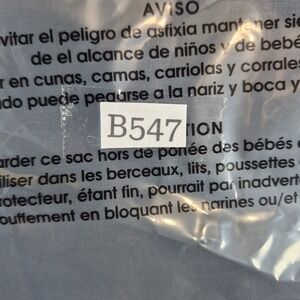 AVISO
vitar el peligro de asfixia mantener sie
de el alcance de niños y de bebé
r en cunas, camas, carriolas y corrales
do puede pegarse a la nariz y boca y
B547
TION
arder ce sac hors de portée des bébés
iliser dans les berceaux, lits, poussettes
rotecteur, étant fin, pourrait par inadvert
ouffement en bloquant les narines ou/et